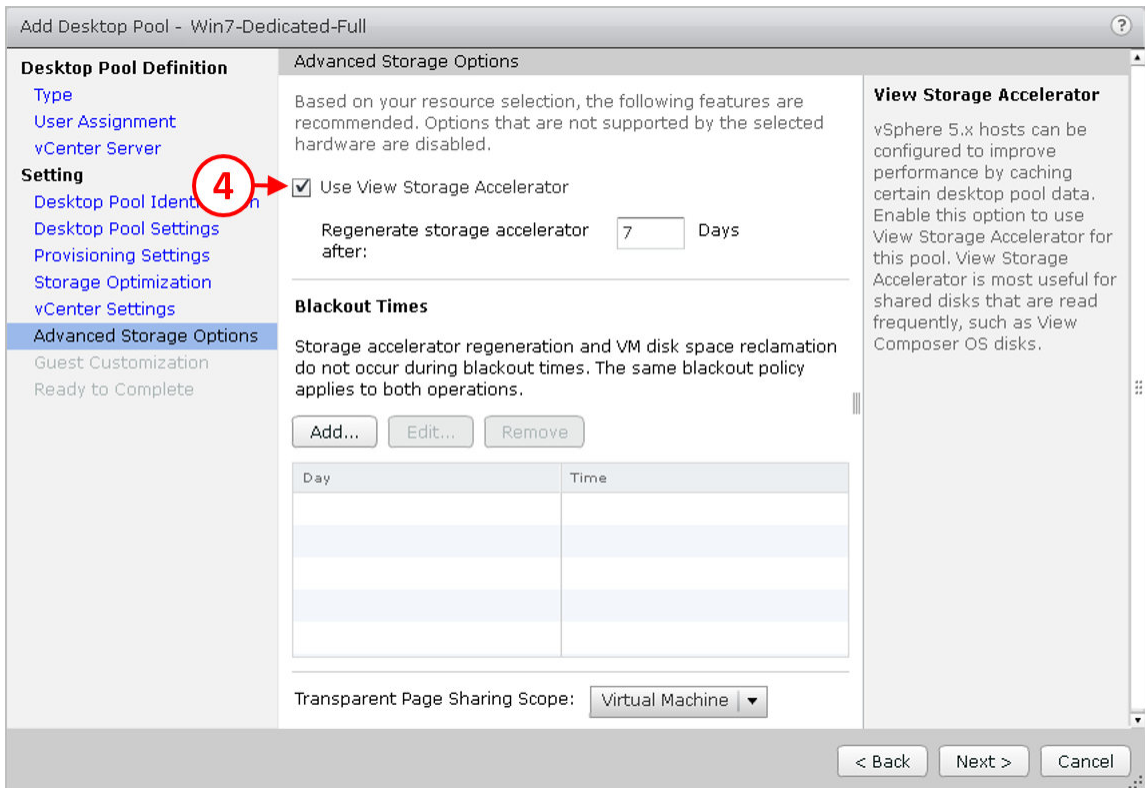 Add Desktop Pool - Win7-Dedicated-Full
?
Desktop Pool Definition
Type
User Assignment
vCenter Server
Setting
Desktop Pool Ident n
Desktop Pool Settings
Provisioning Settings
Storage Optimization
vCenter Settings
Advanced Storage Options
Guest Customization
Ready to Complete
4
Advanced Storage Options
Based on your resource selection, the following features are
recommended. Options that are not supported by the selected
hardware are disabled.
Use View Storage Accelerator
Regenerate storage accelerator
after:
7 Days
Blackout Times
Storage accelerator regeneration and VM disk space reclamation
do not occur during blackout times. The same blackout policy
applies to both operations.
Add... Edit... Remove
Day Time
Transparent Page Sharing Scope: Virtual Machine
View Storage Accelerator
vSphere 5.x hosts can be
configured to improve
performance by caching
certain desktop pool data.
Enable this option to use
View Storage Accelerator for
this pool. View Storage
Accelerator is most useful for
shared disks that are read
frequently, such as View
Composer OS disks.
< Back Next > Cancel